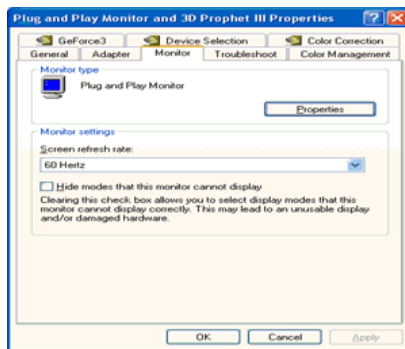 Plug and Play Monitor and 3D Prophet III Properties
GeForce3 Device Selection Color Correction
General Adapter Monitor Troubleshoot Color Management
Monitor type
Plug and Play Monitor
Properties
Monitor settings
Screen refresh rate:
60 Hertz
Hide modes that this monitor cannot display
Clearing this check box allows you to select display modes that this
monitor cannot display correctly. This may lead to an unusable display
and/or damaged hardware.
OK Cancel Apply